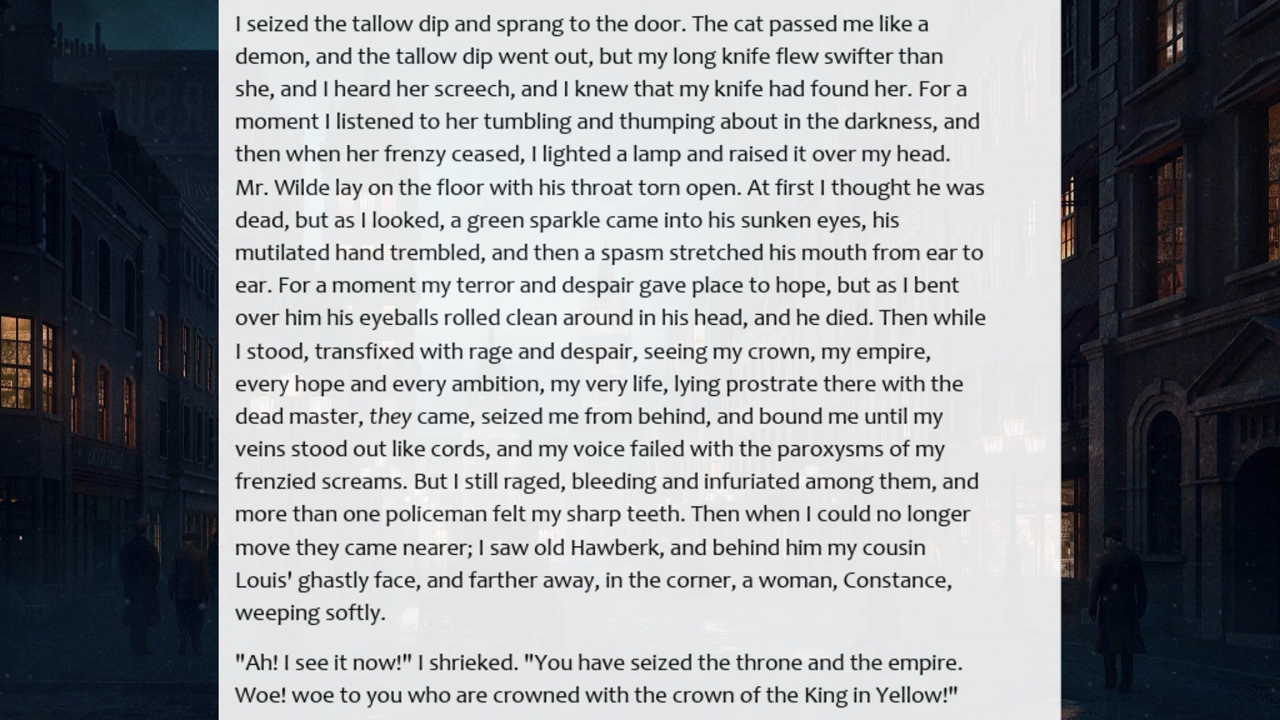 I seized the tallow dip and sprang to the door. The cat passed me like a
demon, and the tallow dip went out, but my long knife flew swifter than
she, and I heard her screech, and I knew that my knife had found her. For a
moment I listened to her tumbling and thumping about in the darkness, and
then when her frenzy ceased, I lighted a lamp and raised it over my head.
Mr. Wilde lay on the floor with his throat torn open. At first I thought he was
dead, but as I looked, a green sparkle came into his sunken eyes, his
mutilated hand trembled, and then a spasm stretched his mouth from ear to
ear. For a moment my terror and despair gave place to hope, but as I bent
over him his eyeballs rolled clean around in his head, and he died. Then while
I stood, transfixed with rage and despair, seeing my crown, my empire,
every hope and every ambition, my very life, lying prostrate there with the
dead master, they came, seized me from behind, and bound me until my
veins stood out like cords, and my voice failed with the paroxysms of my
frenzied screams. But I still raged, bleeding and infuriated among them, and
more than one policeman felt my sharp teeth. Then when I could no longer
move they came nearer; I saw old Hawberk, and behind him my cousin
Louis' ghastly face, and farther away, in the corner, a woman, Constance,
weeping softly.
"Ah! I see it now!" I shrieked. "You have seized the throne and the empire.
Woe! woe to you who are crowned with the crown of the King in Yellow!"